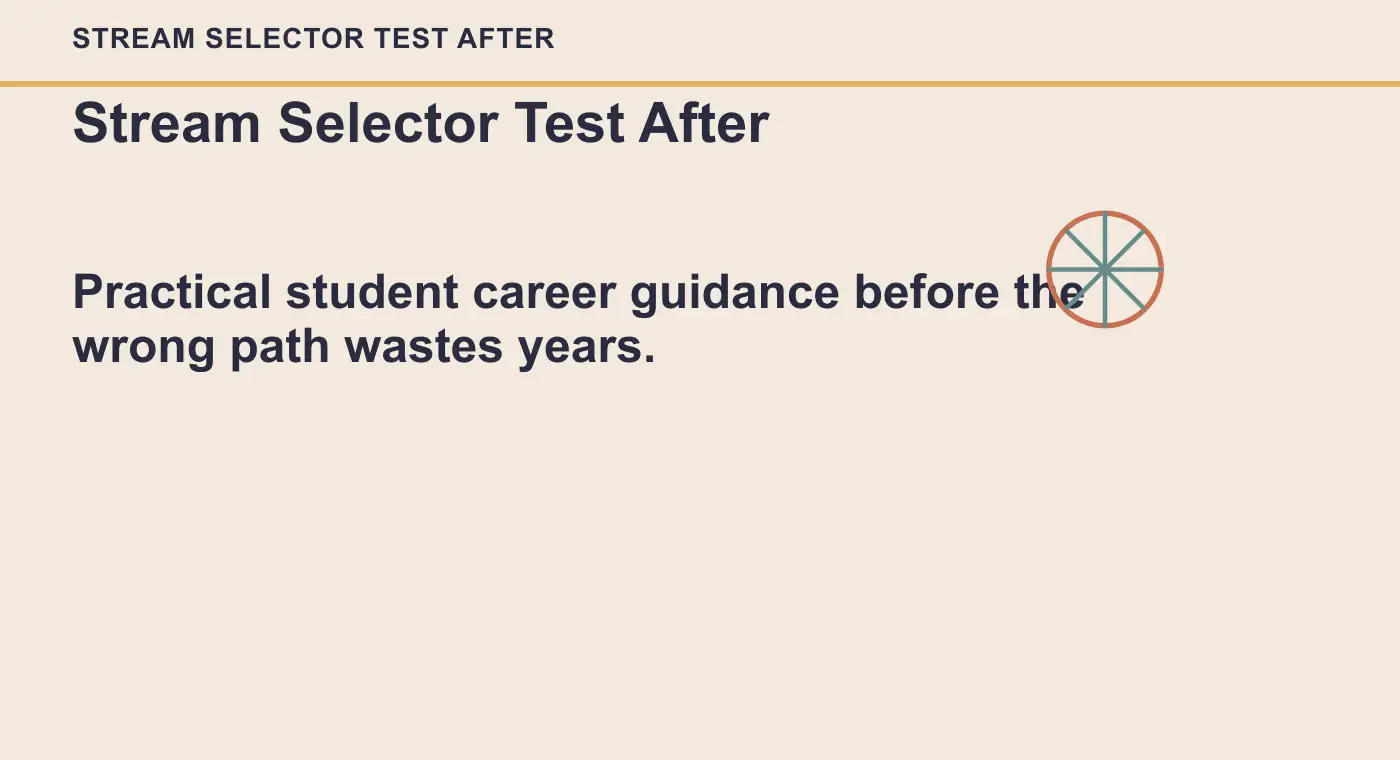 STREAM SELECTOR TEST AFTER
Stream Selector Test After
Practical student career guidance before the
wrong path wastes years.